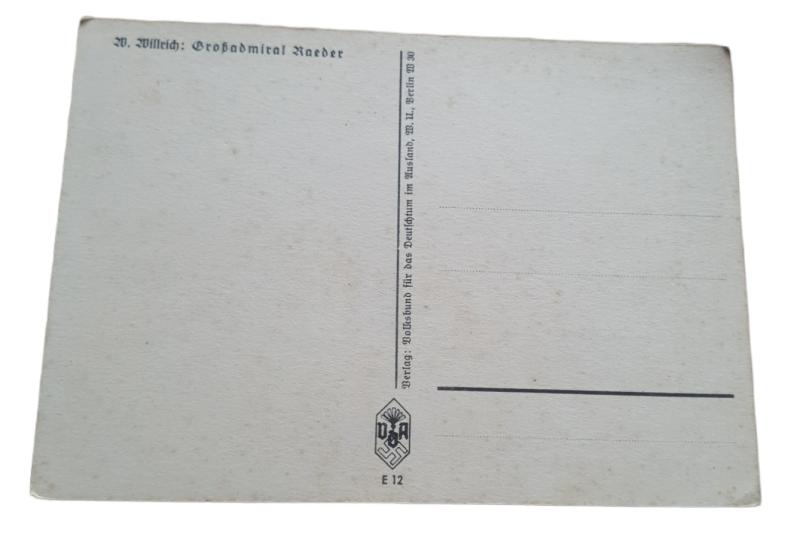 W. Willrich: Großadmiral Raeder
Verlag: Volksbund für das Deutschtum im Ausland, W. U., Berlin W 30
VDA
E 12